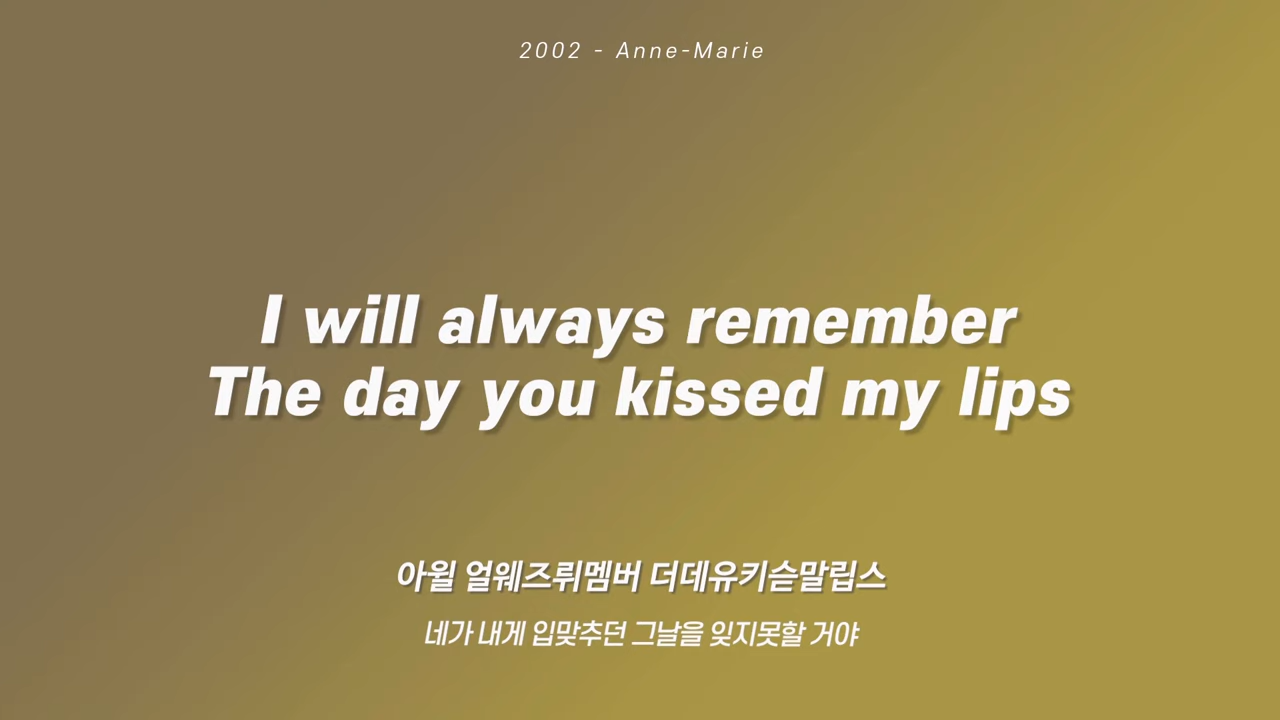 2002 - Anne-Marie
I will always remember
The day you kissed my lips
아윌 얼웨즈뤼멤버 더데유키슫말립스
네가 내게 입맞추던 그날을 잊지못할 거야